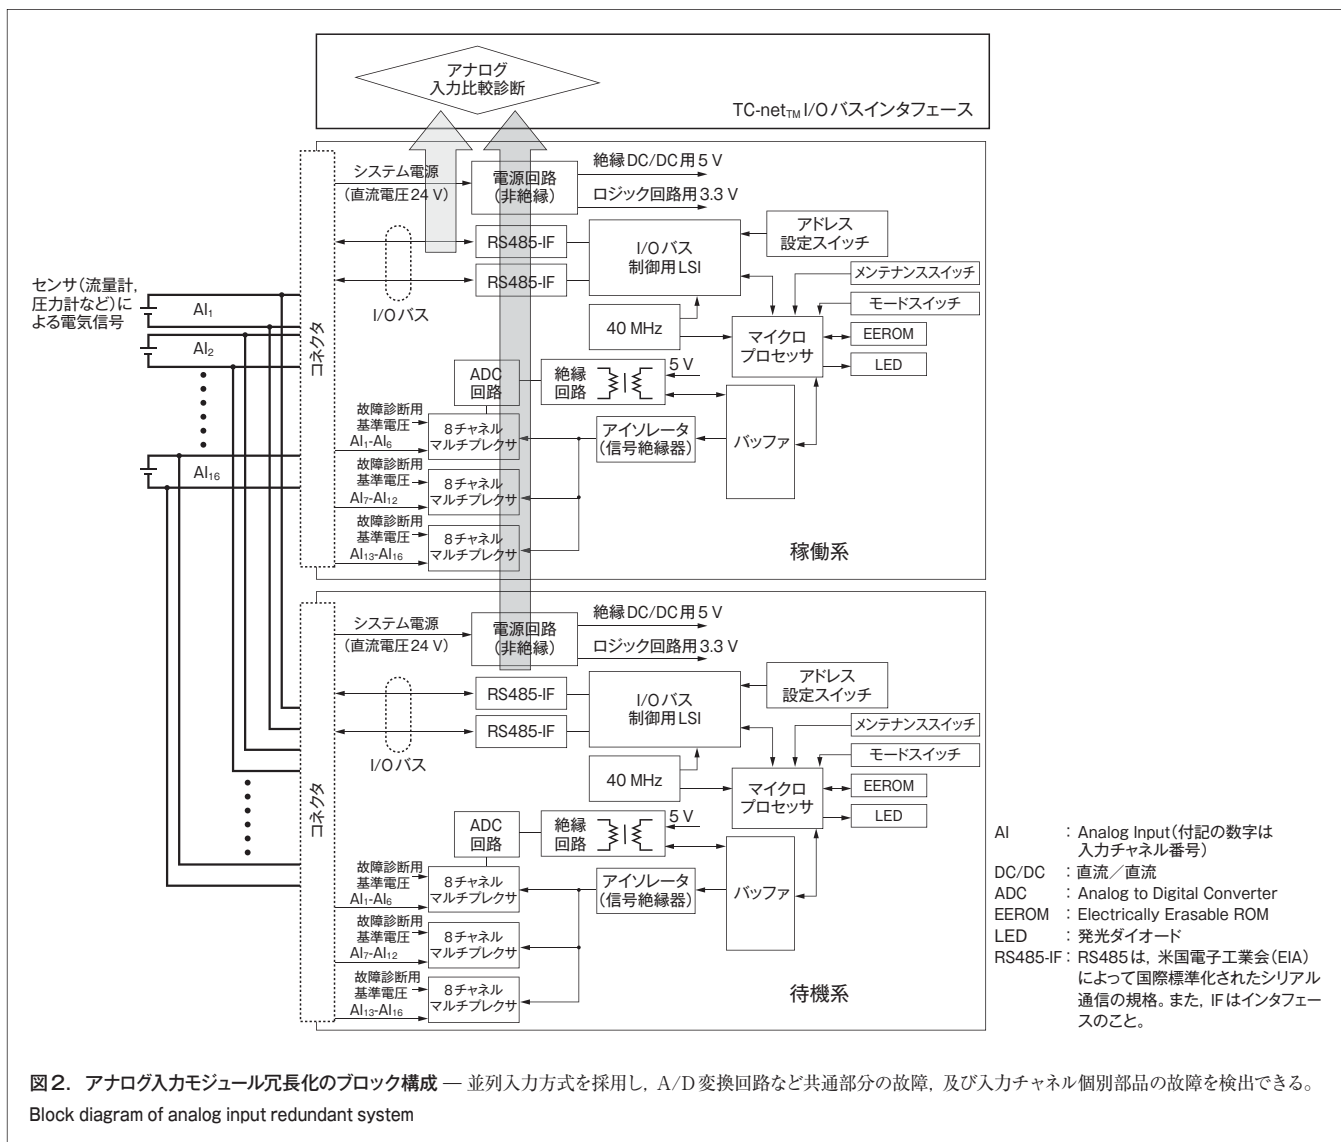 アナログ
入力比較診断
TC-netTM I/Oバスインタフェース
システム電源
（直流電圧24 V）
電源回路
（非絶縁）
絶縁DC/DC用5 V
ロジック回路用3.3 V
RS485-IF
RS485-IF
I/Oバス
I/Oバス
制御用LSI
アドレス
設定スイッチ
メンテナンススイッチ
モードスイッチ
EEROM
LED
40 MHz
マイクロ
プロセッサ
センサ（流量計，
圧力計など）に
よる電気信号
AI1
AI2
AI16
コネクタ
ADC
回路
絶縁
回路
5 V
故障診断用
基準電圧
AI1-AI6
8チャネル
マルチプレクサ
アイソレータ
（信号絶縁器）
バッファ
故障診断用
基準電圧
AI7-AI12
8チャネル
マルチプレクサ
故障診断用
基準電圧
AI13-AI16
8チャネル
マルチプレクサ
稼働系
システム電源
（直流電圧24 V）
電源回路
（非絶縁）
絶縁DC/DC用5 V
ロジック回路用3.3 V
RS485-IF
RS485-IF
I/Oバス
I/Oバス
制御用LSI
アドレス
設定スイッチ
メンテナンススイッチ
モードスイッチ
EEROM
LED
40 MHz
マイクロ
プロセッサ
コネクタ
ADC
回路
絶縁
回路
5 V
故障診断用
基準電圧
AI1-AI6
8チャネル
マルチプレクサ
アイソレータ
（信号絶縁器）
バッファ
故障診断用
基準電圧
AI7-AI12
8チャネル
マルチプレクサ
故障診断用
基準電圧
AI13-AI16
8チャネル
マルチプレクサ
待機系
AI ：Analog Input（付記の数字は
入力チャネル番号）
DC/DC ：直流／直流
ADC ：Analog to Digital Converter
EEROM ：Electrically Erasable ROM
LED ：発光ダイオード
RS485-IF：RS485は，米国電子工業会（EIA）
によって国際標準化されたシリアル
通信の規格。また，IFはインタフェー
スのこと。
図2．アナログ入力モジュール冗長化のブロック構成 — 並列入力方式を採用し，A/D変換回路など共通部分の故障，及び入力チャネル個別部品の故障を検出できる。
Block diagram of analog input redundant system